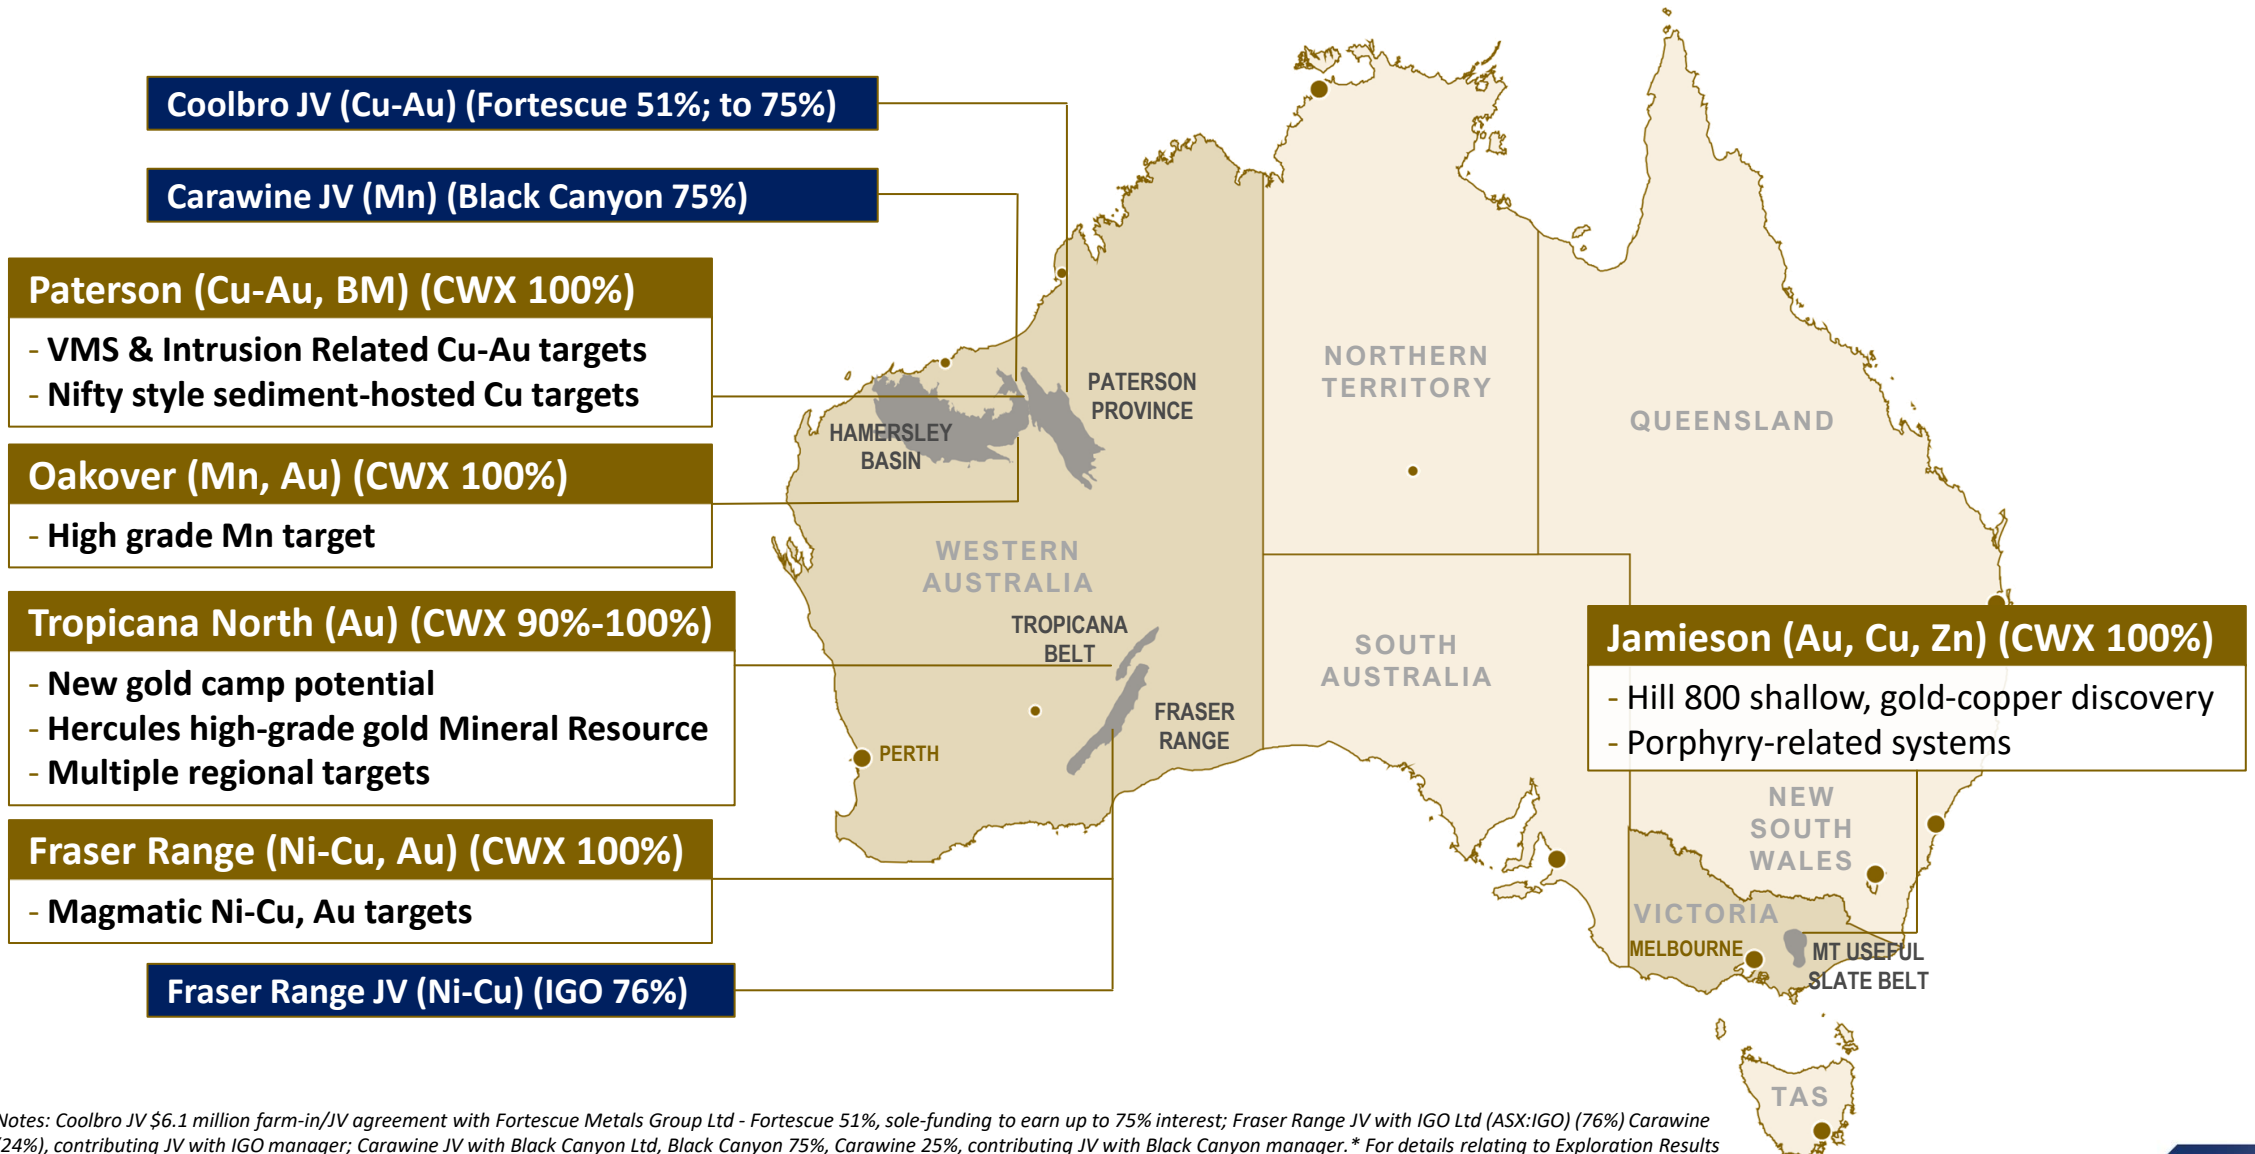 Coolbro JV (Cu-Au) (Fortescue 51%; to 75%)
Carawine JV (Mn) (Black Canyon 75%)
Paterson (Cu-Au, BM) (CWX 100%)
- VMS & Intrusion Related Cu-Au targets
- Nifty style sediment-hosted Cu targets
Oakover (Mn, Au) (CWX 100%)
- High grade Mn target
Tropicana North (Au) (CWX 90%-100%)
- New gold camp potential
- Hercules high-grade gold Mineral Resource
- Multiple regional targets
Fraser Range (Ni-Cu, Au) (CWX 100%)
- Magmatic Ni-Cu, Au targets
Fraser Range JV (Ni-Cu) (IGO 76%)
PATERSON
PROVINCE
HAMERSLEY
BASIN
WESTERN
AUSTRALIA
TROPICANA
BELT
FRASER
RANGE
PERTH
NORTHERN
TERRITORY
QUEENSLAND
SOUTH
AUSTRALIA
Jamieson (Au, Cu, Zn) (CWX 100%)
- Hill 800 shallow, gold-copper discovery
- Porphyry-related systems
NEW
SOUTH
WALES
VICTORIA
MELBOURNE
MT USEFUL
SLATE BELT
TAS
Notes: Coolbro JV $6.1 million farm-in/JV agreement with Fortescue Metals Group Ltd - Fortescue 51%, sole-funding to earn up to 75% interest; Fraser Range JV with IGO Ltd (ASX:IGO) (76%) Carawine
(24%), contributing JV with IGO manager; Carawine JV with Black Canyon Ltd, Black Canyon 75%, Carawine 25%, contributing JV with Black Canyon manager.* For details relating to Exploration Results